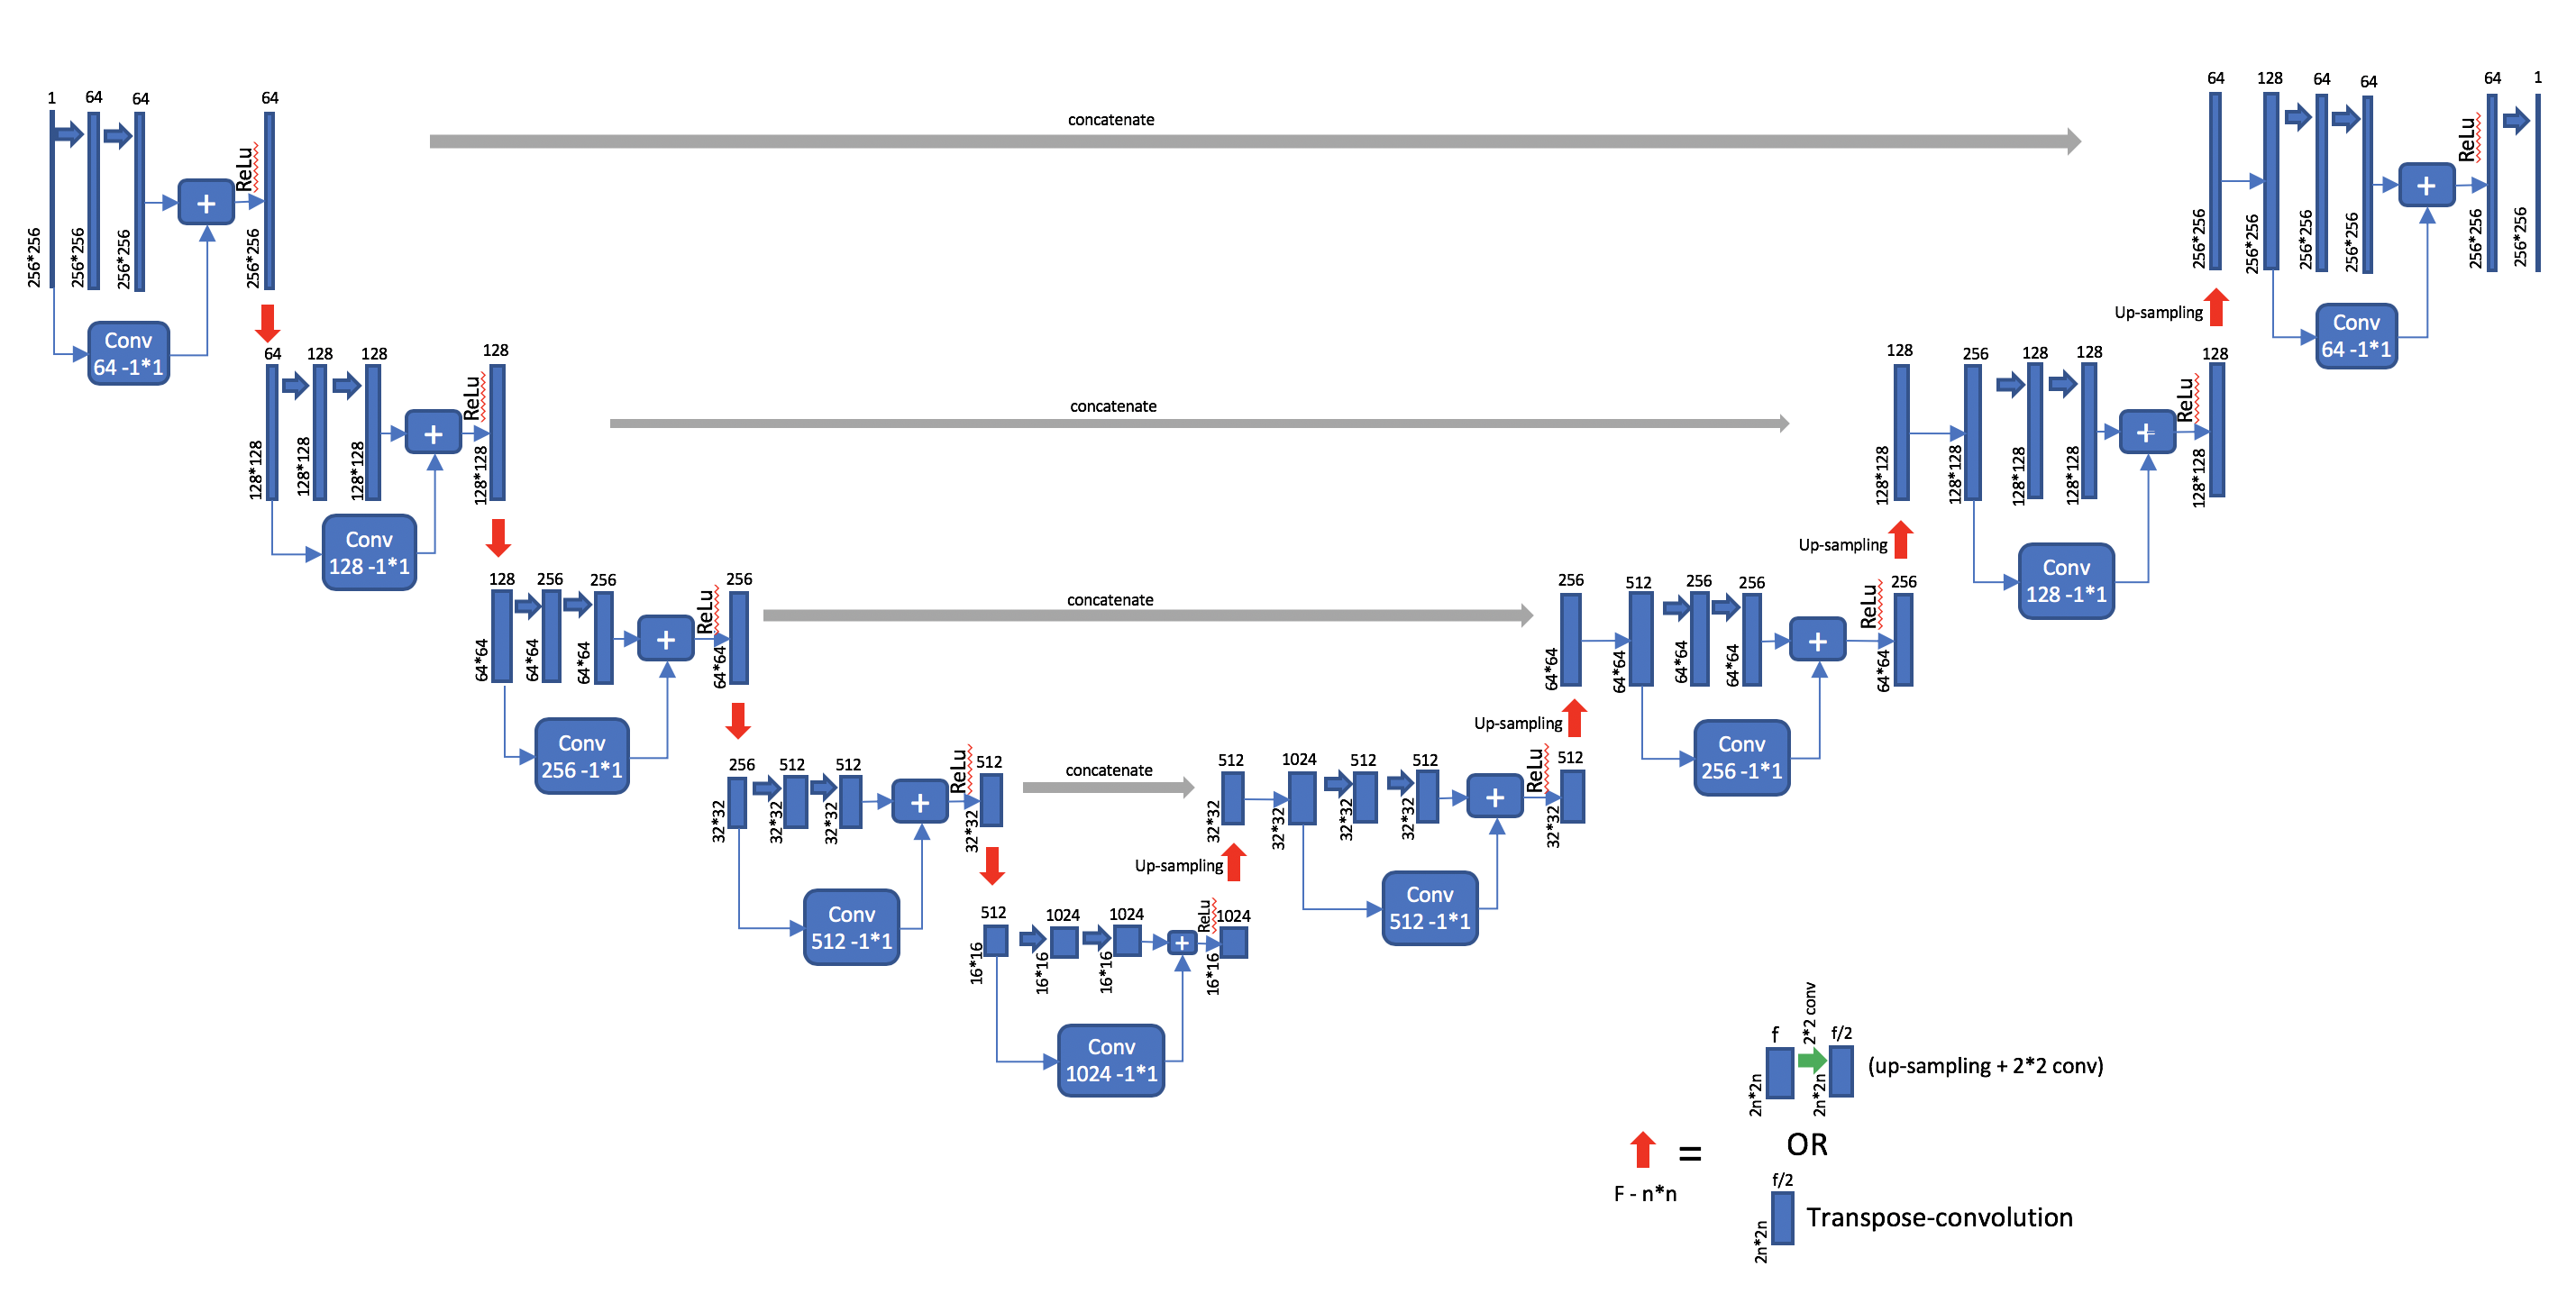 1
64
64
64
256*256
256*256
256*256
ReLu
256*256
+
Conv
64 -1*1
concatenate
64
128
64
64
64
1
256*256
256*256
256*256
256*256
ReLu
256*256
256*256
+
Conv
64 -1*1
Up-sampling
64
128
128
128
128*128
128*128
128*128
ReLu
128*128
+
Conv
128 -1*1
concatenate
128
256
128
128
128
128*128
128*128
128*128
128*128
ReLu
128*128
+
Conv
128 -1*1
Up-sampling
128
256
256
256
64*64
64*64
64*64
ReLu
64*64
+
Conv
256 -1*1
concatenate
256
512
256
256
256
64*64
64*64
64*64
64*64
ReLu
64*64
+
Conv
256 -1*1
Up-sampling
256
512
512
512
32*32
32*32
32*32
ReLu
32*32
+
Conv
512 -1*1
concatenate
512
1024
512
512
512
32*32
32*32
32*32
32*32
ReLu
32*32
+
Conv
512 -1*1
Up-sampling
512
1024
1024
1024
16*16
16*16
16*16
ReLu
16*16
+
Conv
1024 -1*1
f
2*2 conv
f/2
2n*2n
2n*2n
(up-sampling + 2*2 conv)
OR
=
F - n*n
f/2
2n*2n
Transpose-convolution